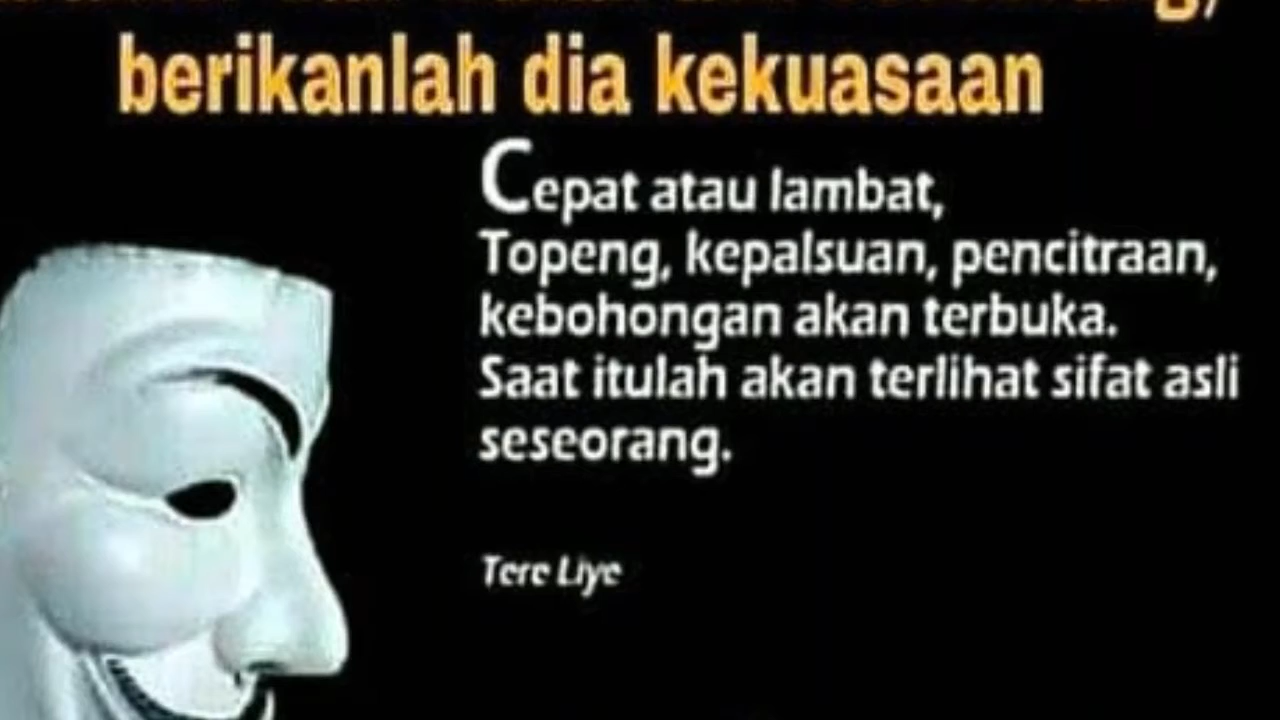 berikanlah dia kekuasaan
Cepat atau lambat,
Topeng, kepalsuan, pencitraan,
kebohongan akan terbuka.
Saat itulah akan terlihat sifat asli
seseorang.
Tere Liye